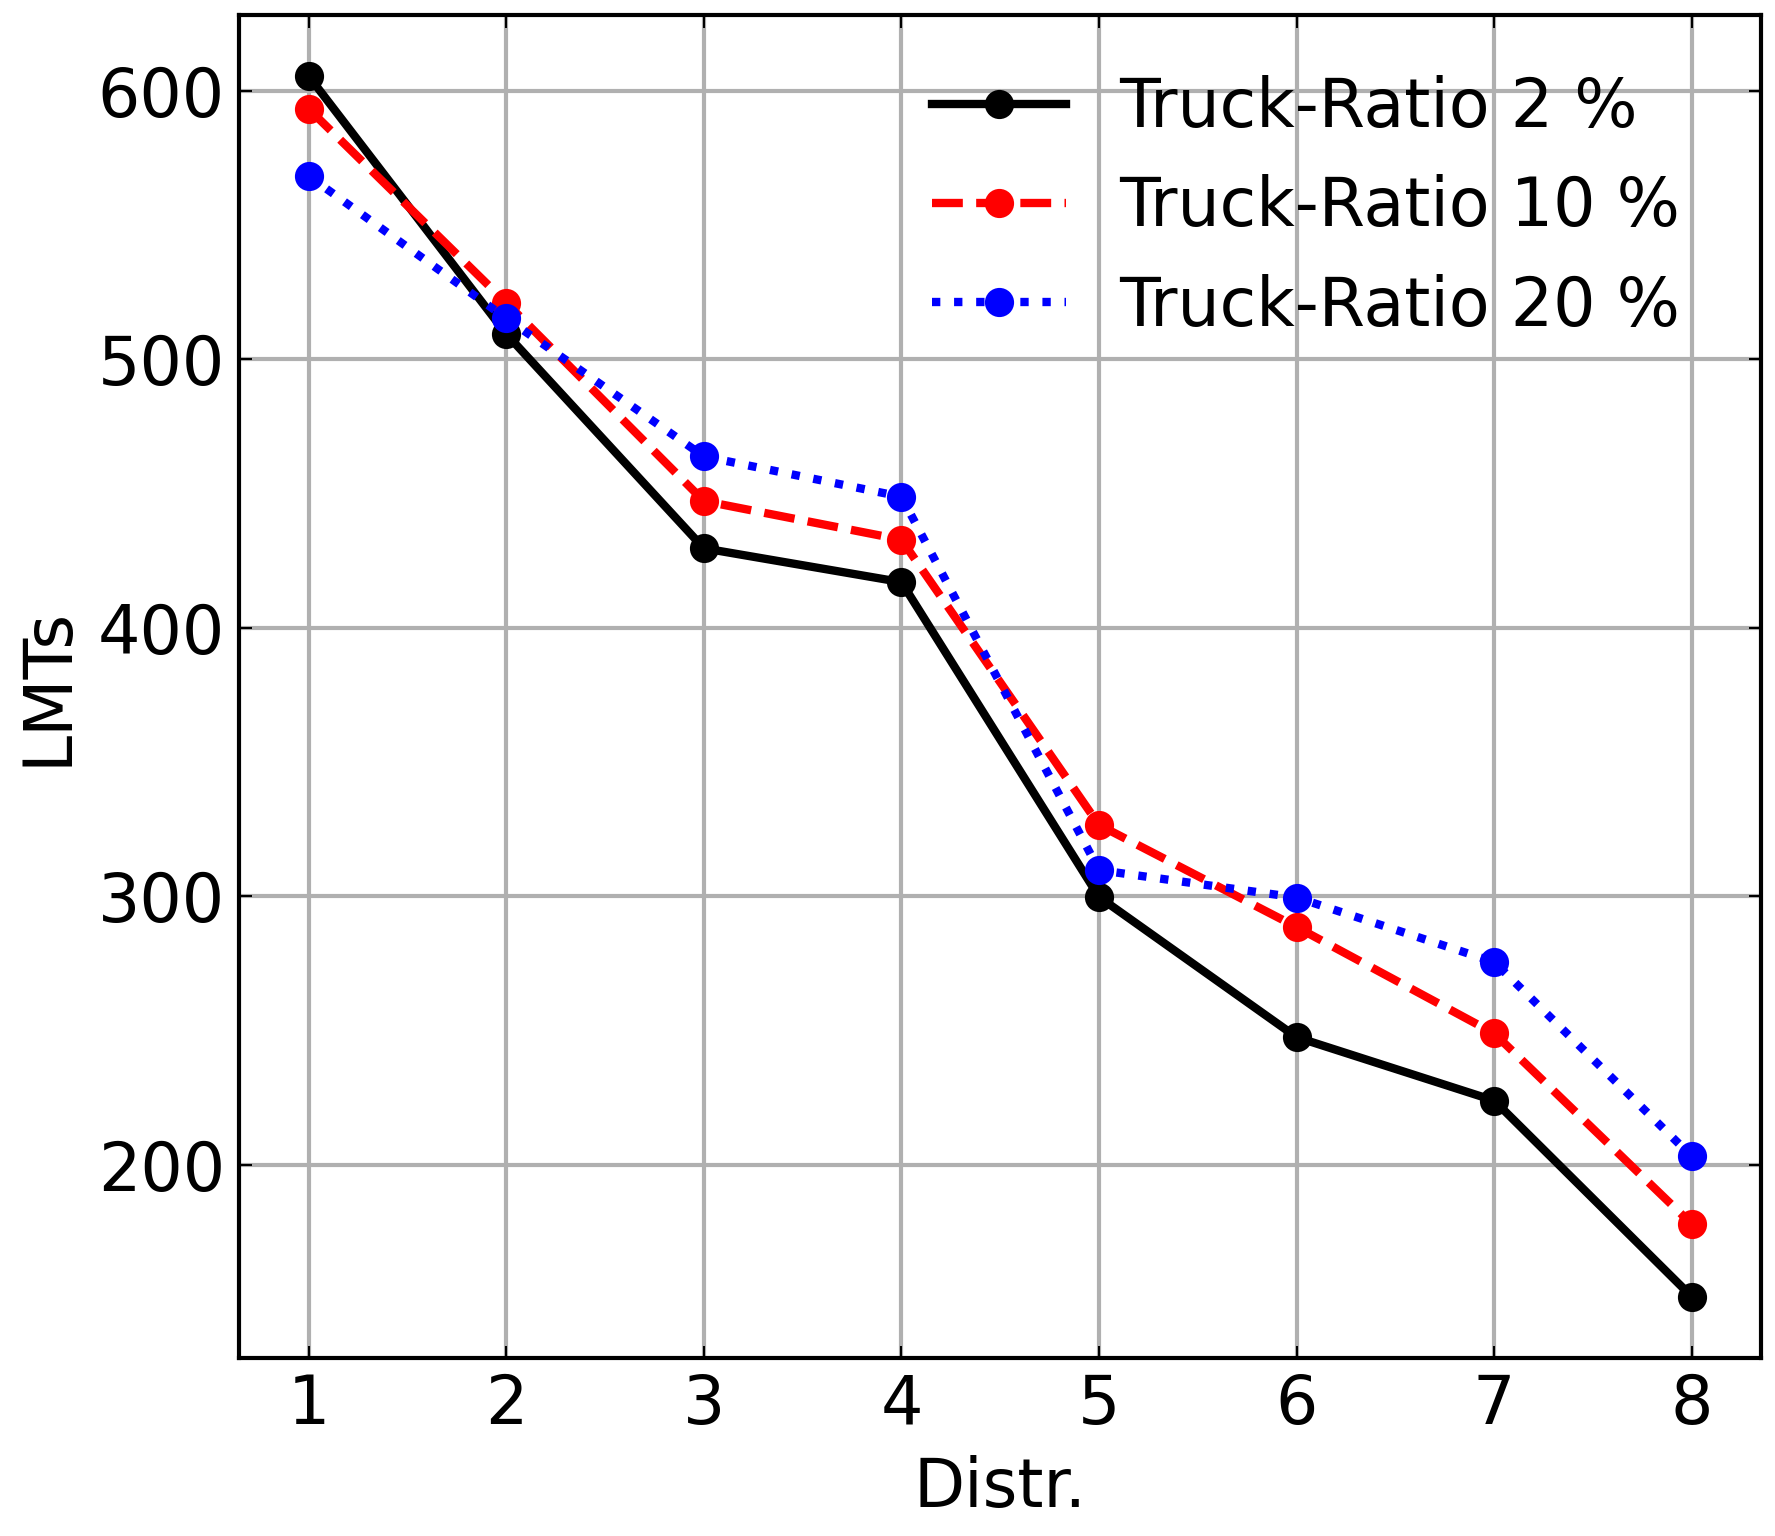 Truck-Ratio 2 %
Truck-Ratio 10 %
Truck-Ratio 20 %
600
500
400
300
200
LMTs
1 2 3 4 5 6 7 8
Distr.